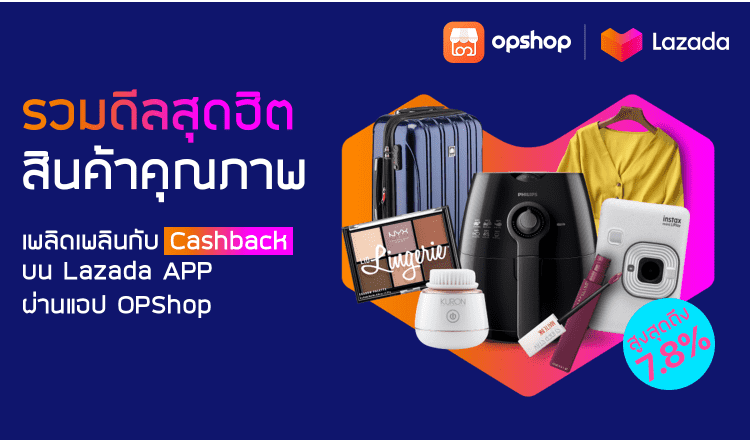 opshop
Lazada
รวมดีลสุดฮิต
สินค้าคุณภาพ
เพลิดเพลินกับ Cashback
บน Lazada APP
ผ่านแอป OPShop
PHILIPS
NYX
Lingerie
KURON
instax
สูงสุดถึง
7.8%